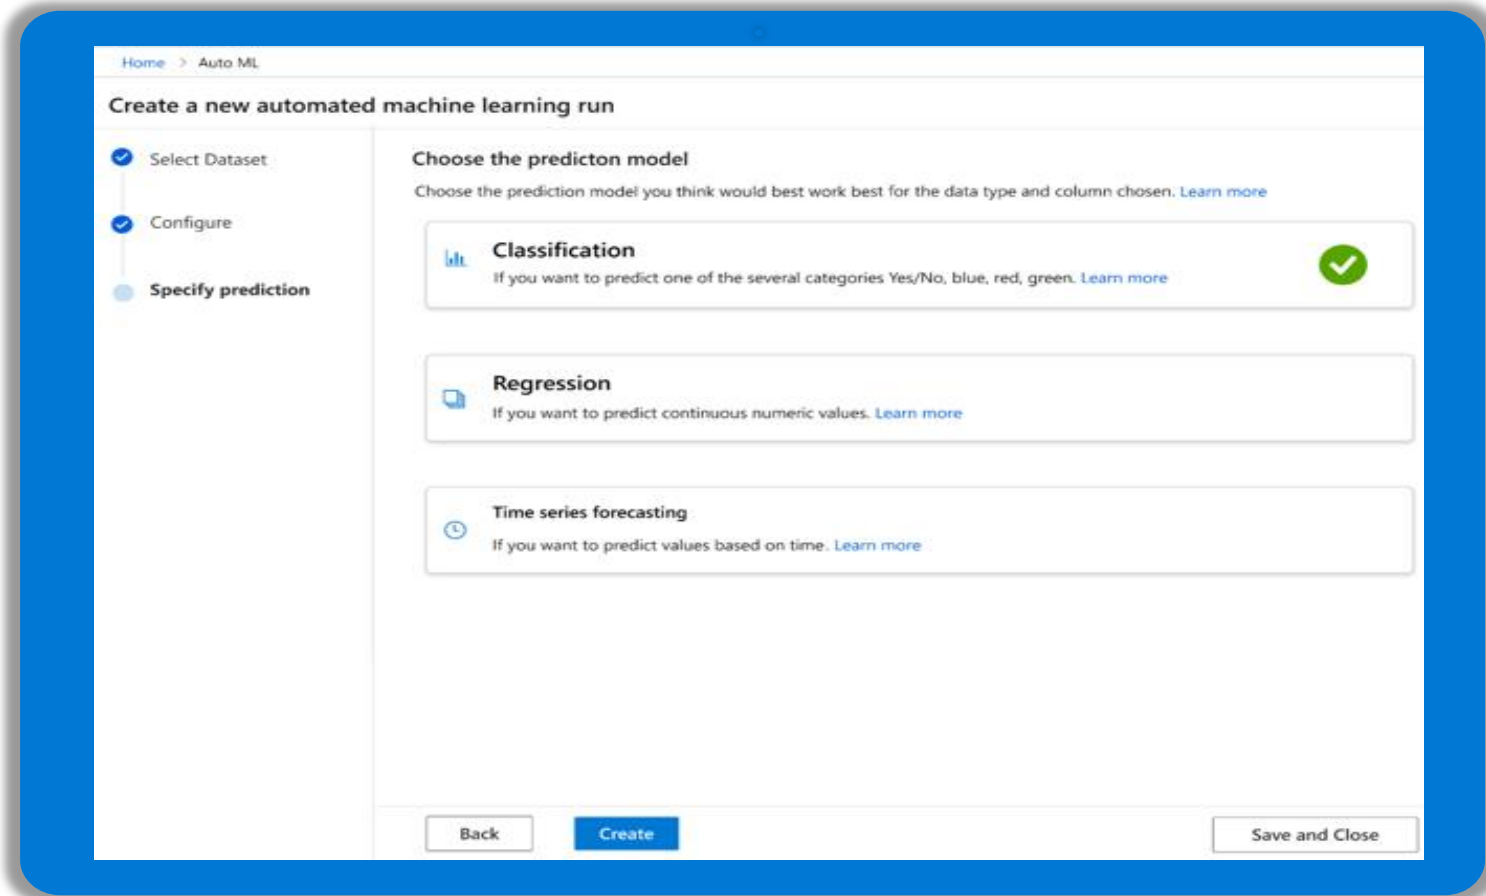 Home > Auto ML
Create a new automated machine learning run
Select Dataset
Configure
Specify prediction
Choose the predicton model
Choose the prediction model you think would best work best for the data type and column chosen. Learn more
Classification
If you want to predict one of the several categories Yes/No, blue, red, green. Learn more
Regression
If you want to predict continuous numeric values. Learn more
Time series forecasting
If you want to predict values based on time. Learn more
Back
Create
Save and Close